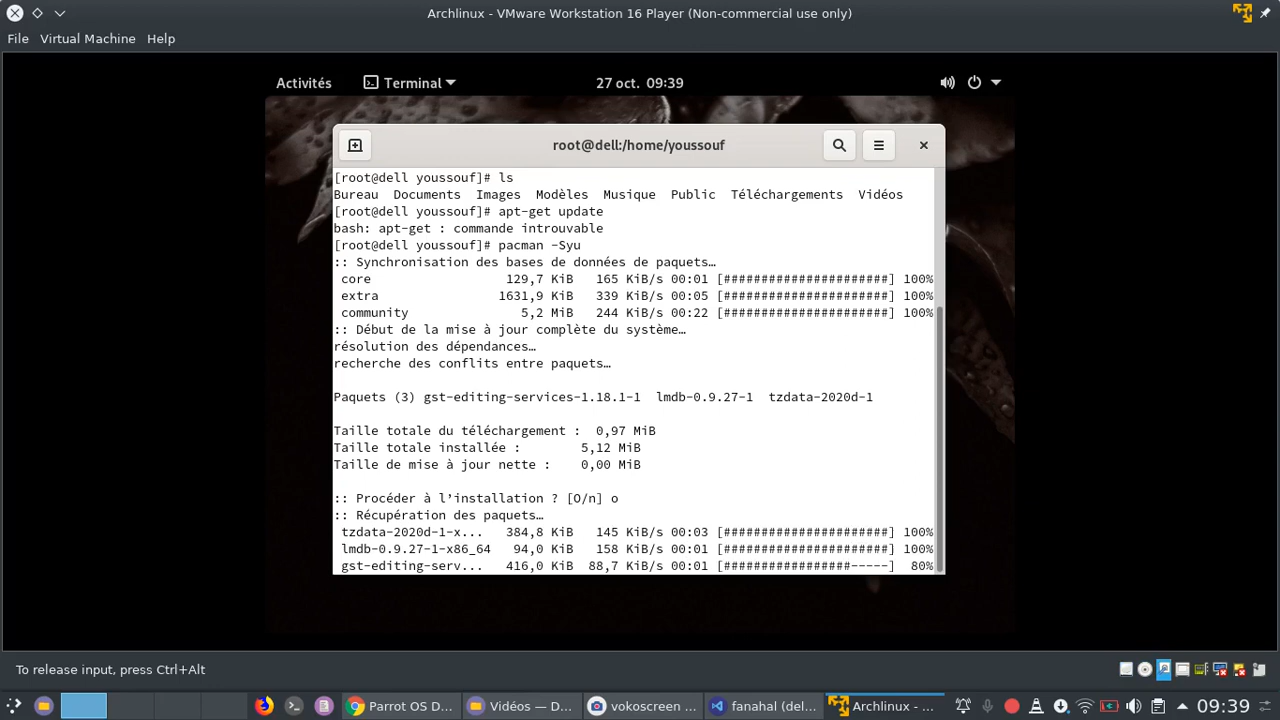 Archlinux - VMware Workstation 16 Player (Non-commercial use only)
File Virtual Machine Help
Activités Terminal 27 oct. 09:39
root@dell:/home/youssouf
[root@dell youssouf]# ls
Bureau Documents Images Modèles Musique Public Téléchargements Vidéos
[root@dell youssouf]# apt-get update
bash: apt-get : commande introuvable
[root@dell youssouf]# pacman -Syu
:: Synchronisation des bases de données de paquets…
core 129,7 KiB 165 KiB/s 00:01 [######################] 100%
extra 1631,9 KiB 339 KiB/s 00:05 [######################] 100%
community 5,2 MiB 244 KiB/s 00:22 [######################] 100%
:: Début de la mise à jour complète du système…
résolution des dépendances…
recherche des conflits entre paquets…
Paquets (3) gst-editing-services-1.18.1-1 lmdb-0.9.27-1 tzdata-2020d-1
Taille totale du téléchargement : 0,97 MiB
Taille totale installée : 5,12 MiB
Taille de mise à jour nette : 0,00 MiB
:: Procéder à l’installation ? [O/n] o
:: Récupération des paquets…
tzdata-2020d-1-x... 384,8 KiB 145 KiB/s 00:03 [######################] 100%
lmdb-0.9.27-1-x86_64 94,0 KiB 158 KiB/s 00:01 [######################] 100%
gst-editing-serv... 416,0 KiB 88,7 KiB/s 00:01 [#################-----] 80%
To release input, press Ctrl+Alt
Parrot OS D... Vidéos — D... vokoscreen ... fanahal (del... Archlinux - ... 09:39